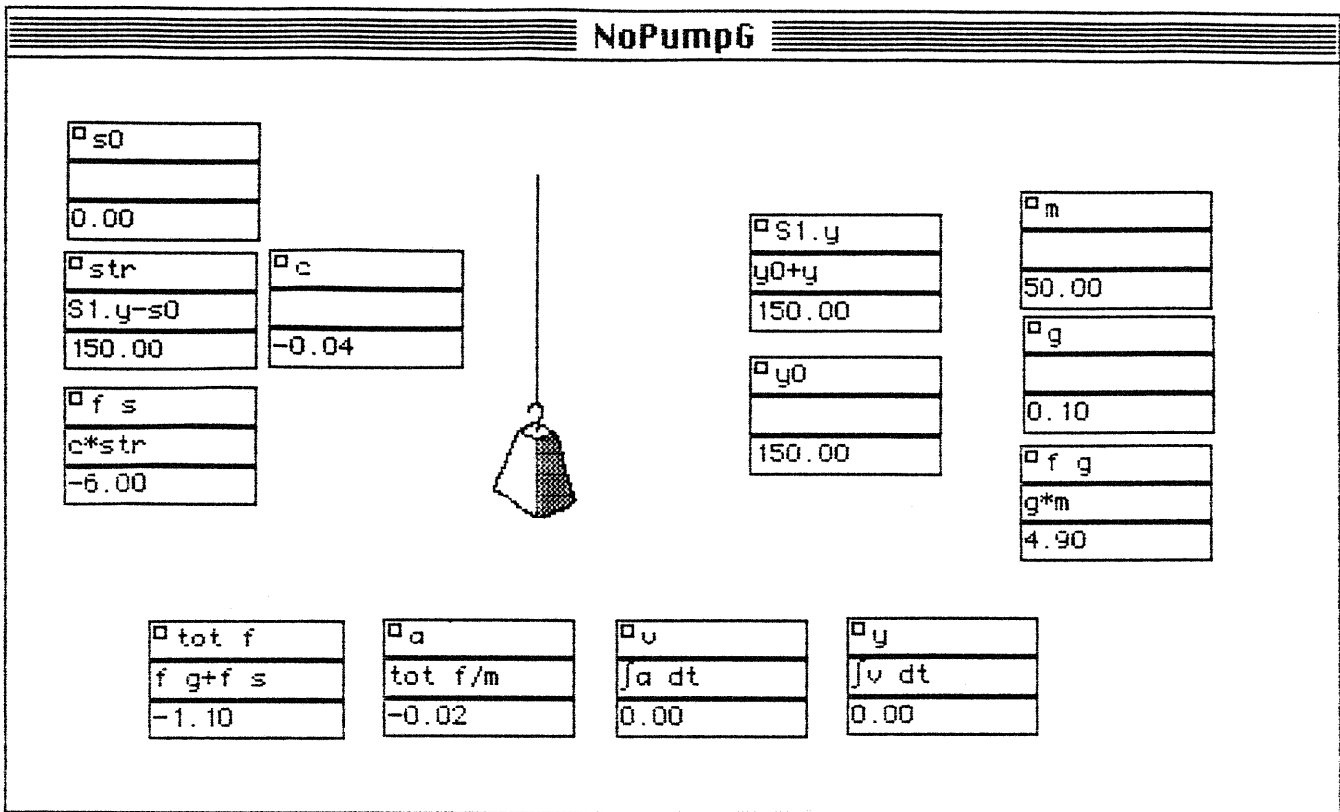 NoPumpG
s0
0.00
str
S1.y-s0
150.00
c
-0.04
f s
c*str
-6.00
S1.y
y0+y
150.00
y0
150.00
m
50.00
g
0.10
f g
g*m
4.90
tot f
f g+f s
-1.10
a
tot f/m
-0.02
v
∫a dt
0.00
y
∫v dt
0.00